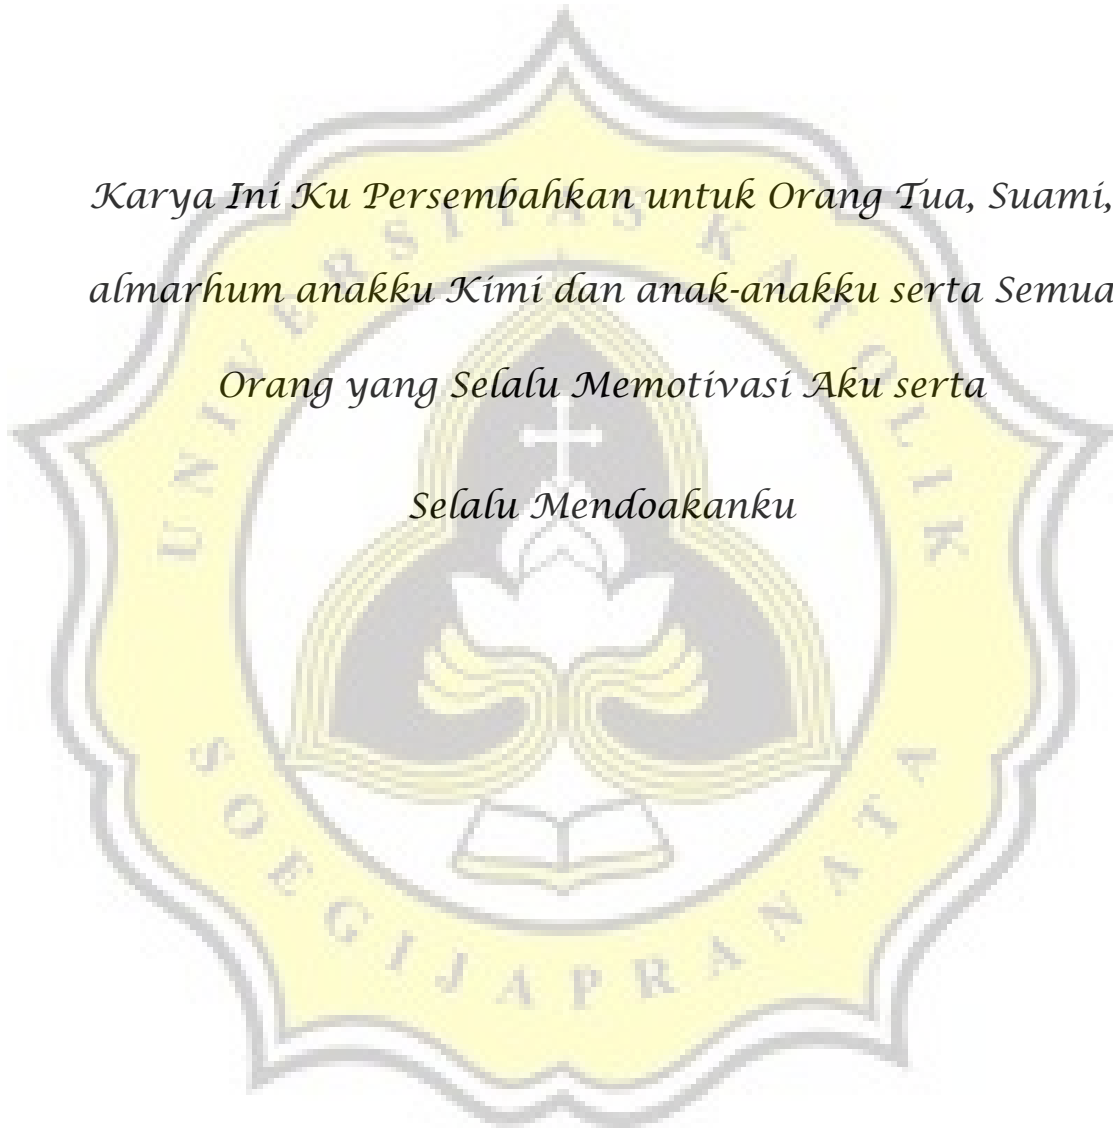 Karya Ini Ku Persembahkan untuk Orang Tua, Suami,
almarhum anakku Kimi dan anak-anakku serta Semua
Orang yang Selalu Memotivasi Aku serta
Selalu Mendoakanku
UNIVERSITAS KATOLIK
SOEGIJAPRANATA